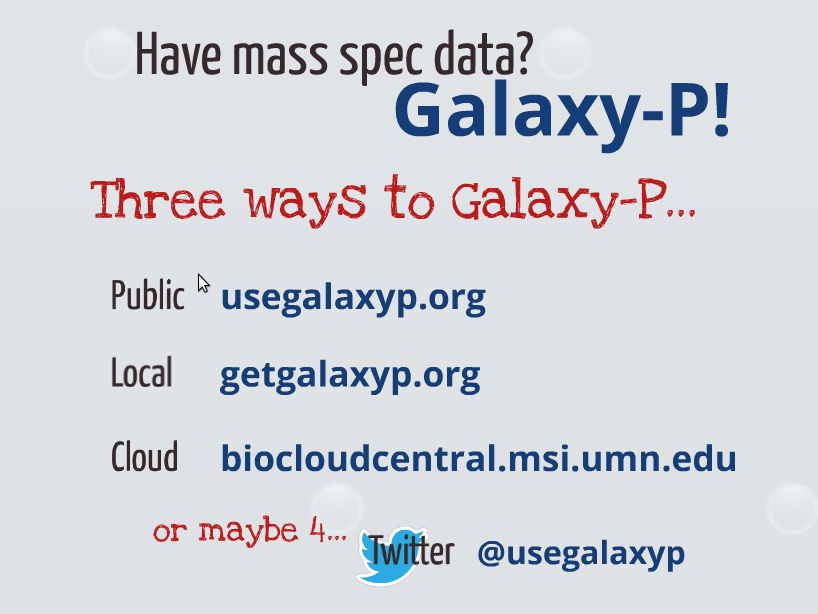 Have mass spec data?
Galaxy-P!
Three ways to Galaxy-P...
Public usegalaxyp.org
Local getgalaxyp.org
Cloud biocloudcentral.msi.umn.edu
or maybe 4...
Twitter @usegalaxyp